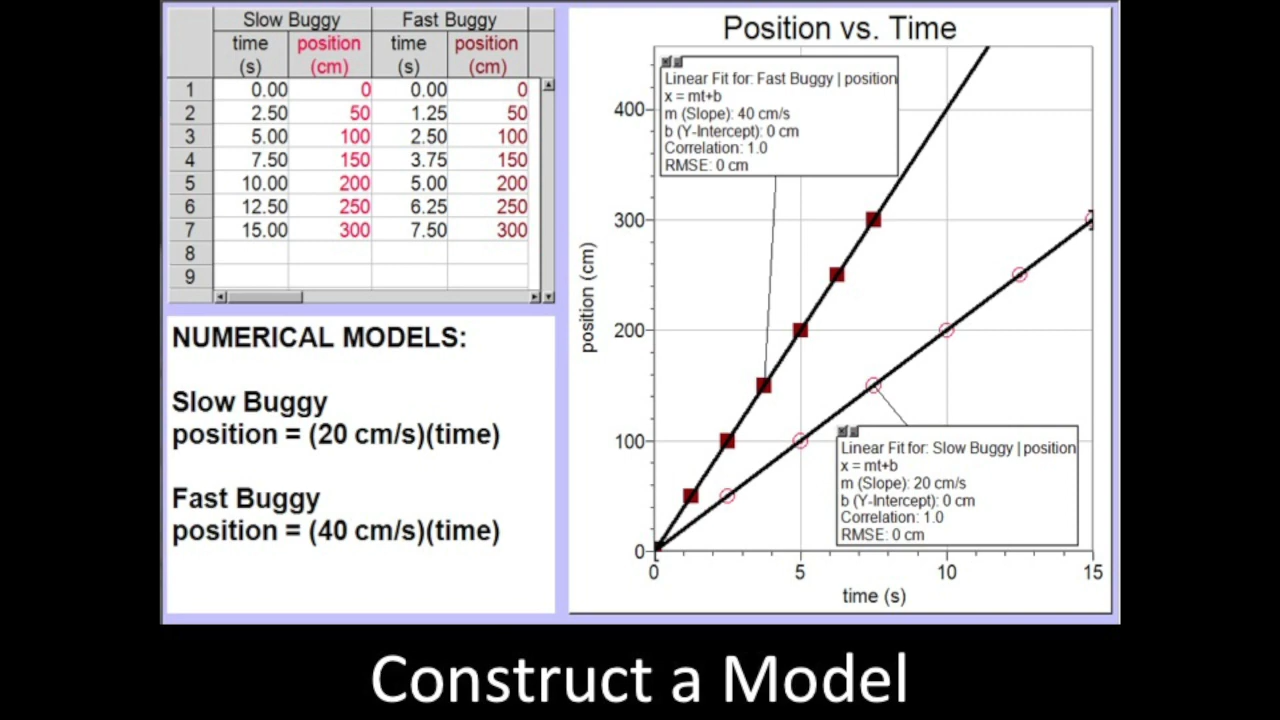 Slow Buggy Fast Buggy
time position time position
(s) (cm) (s) (cm)
1 0.00 0 0.00 0
2 2.50 50 1.25 50
3 5.00 100 2.50 100
4 7.50 150 3.75 150
5 10.00 200 5.00 200
6 12.50 250 6.25 250
7 15.00 300 7.50 300
8
9
NUMERICAL MODELS:
Slow Buggy
position = (20 cm/s)(time)
Fast Buggy
position = (40 cm/s)(time)
Position vs. Time
Linear Fit for: Fast Buggy | position
x = mt+b
m (Slope): 40 cm/s
b (Y-Intercept): 0 cm
Correlation: 1.0
RMSE: 0 cm
400
300
200
100
0
position (cm)
Linear Fit for: Slow Buggy | position
x = mt+b
m (Slope): 20 cm/s
b (Y-Intercept): 0 cm
Correlation: 1.0
RMSE: 0 cm
0 5 10 15
time (s)
Construct a Model